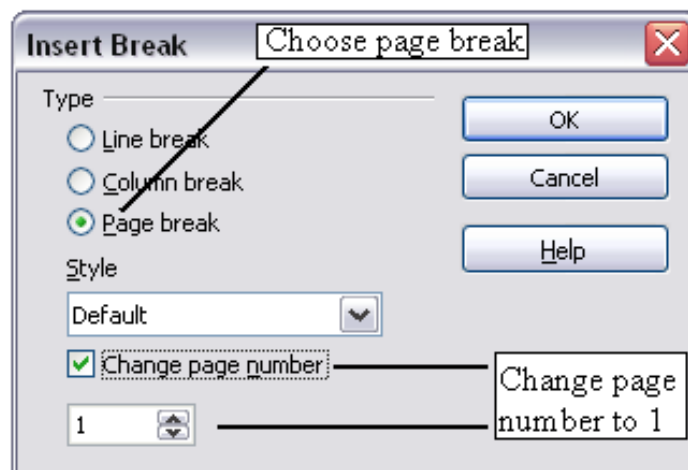 Insert Break
Choose page break
Type
Line break
Column break
Page break
OK
Cancel
Help
Style
Default
Change page number
1
Change page
number to 1